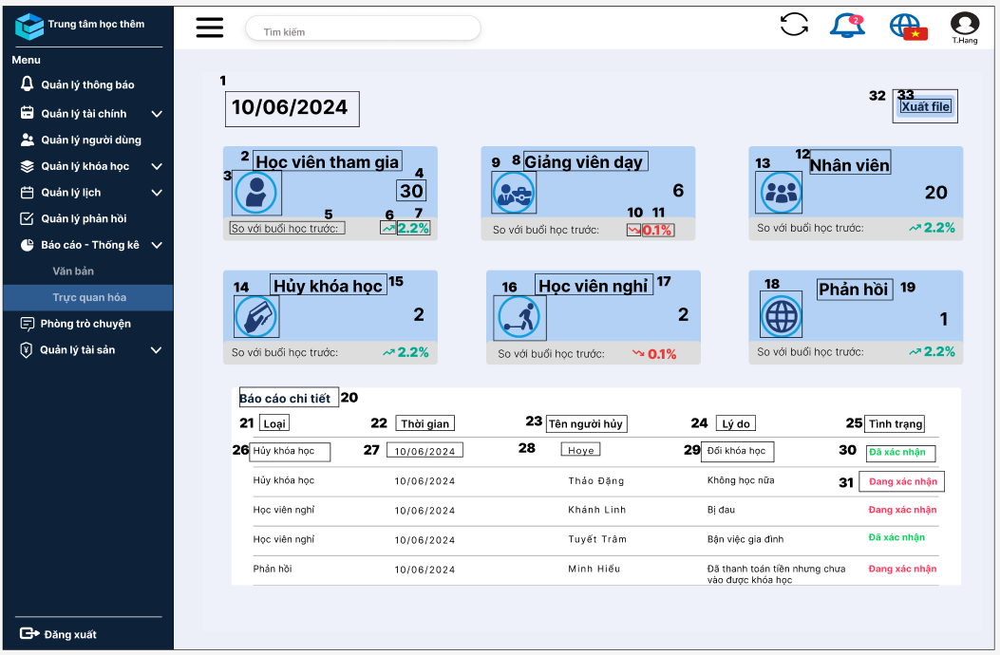 Trung tâm học thêm
Menu
Quản lý thông báo
Quản lý tài chính
Quản lý người dùng
Quản lý khóa học
Quản lý lịch
Quản lý phản hồi
Báo cáo - Thống kê
Văn bản
Trực quan hóa
Phòng trò chuyện
Quản lý tài sản
Đăng xuất
Tìm kiếm
2
T.Hang
1
10/06/2024
32 33
Xuất file
2 Học viên tham gia
3
4
30
5 6 7
So với buổi học trước: 2.2%
9 8 Giảng viên dạy
6
10 11
So với buổi học trước: 0.1%
12
13 Nhân viên
20
So với buổi học trước: 2.2%
14 Hủy khóa học 15
2
So với buổi học trước: 2.2%
16 Học viên nghỉ 17
2
So với buổi học trước: 0.1%
18 Phản hồi 19
1
So với buổi học trước: 2.2%
Báo cáo chi tiết 20
21 Loại 22 Thời gian 23 Tên người hủy 24 Lý do 25 Tình trạng
26 Hủy khóa học 27 10/06/2024 28 Hoye 29 Đổi khóa học 30 Đã xác nhận
Hủy khóa học 10/06/2024 Thảo Đặng Không học nữa 31 Đang xác nhận
Học viên nghỉ 10/06/2024 Khánh Linh Bị đau Đang xác nhận
Học viên nghỉ 10/06/2024 Tuyết Trâm Bận việc gia đình Đã xác nhận
Phản hồi 10/06/2024 Minh Hiếu Đã thanh toán tiền nhưng chưa Đang xác nhận
vào được khóa học